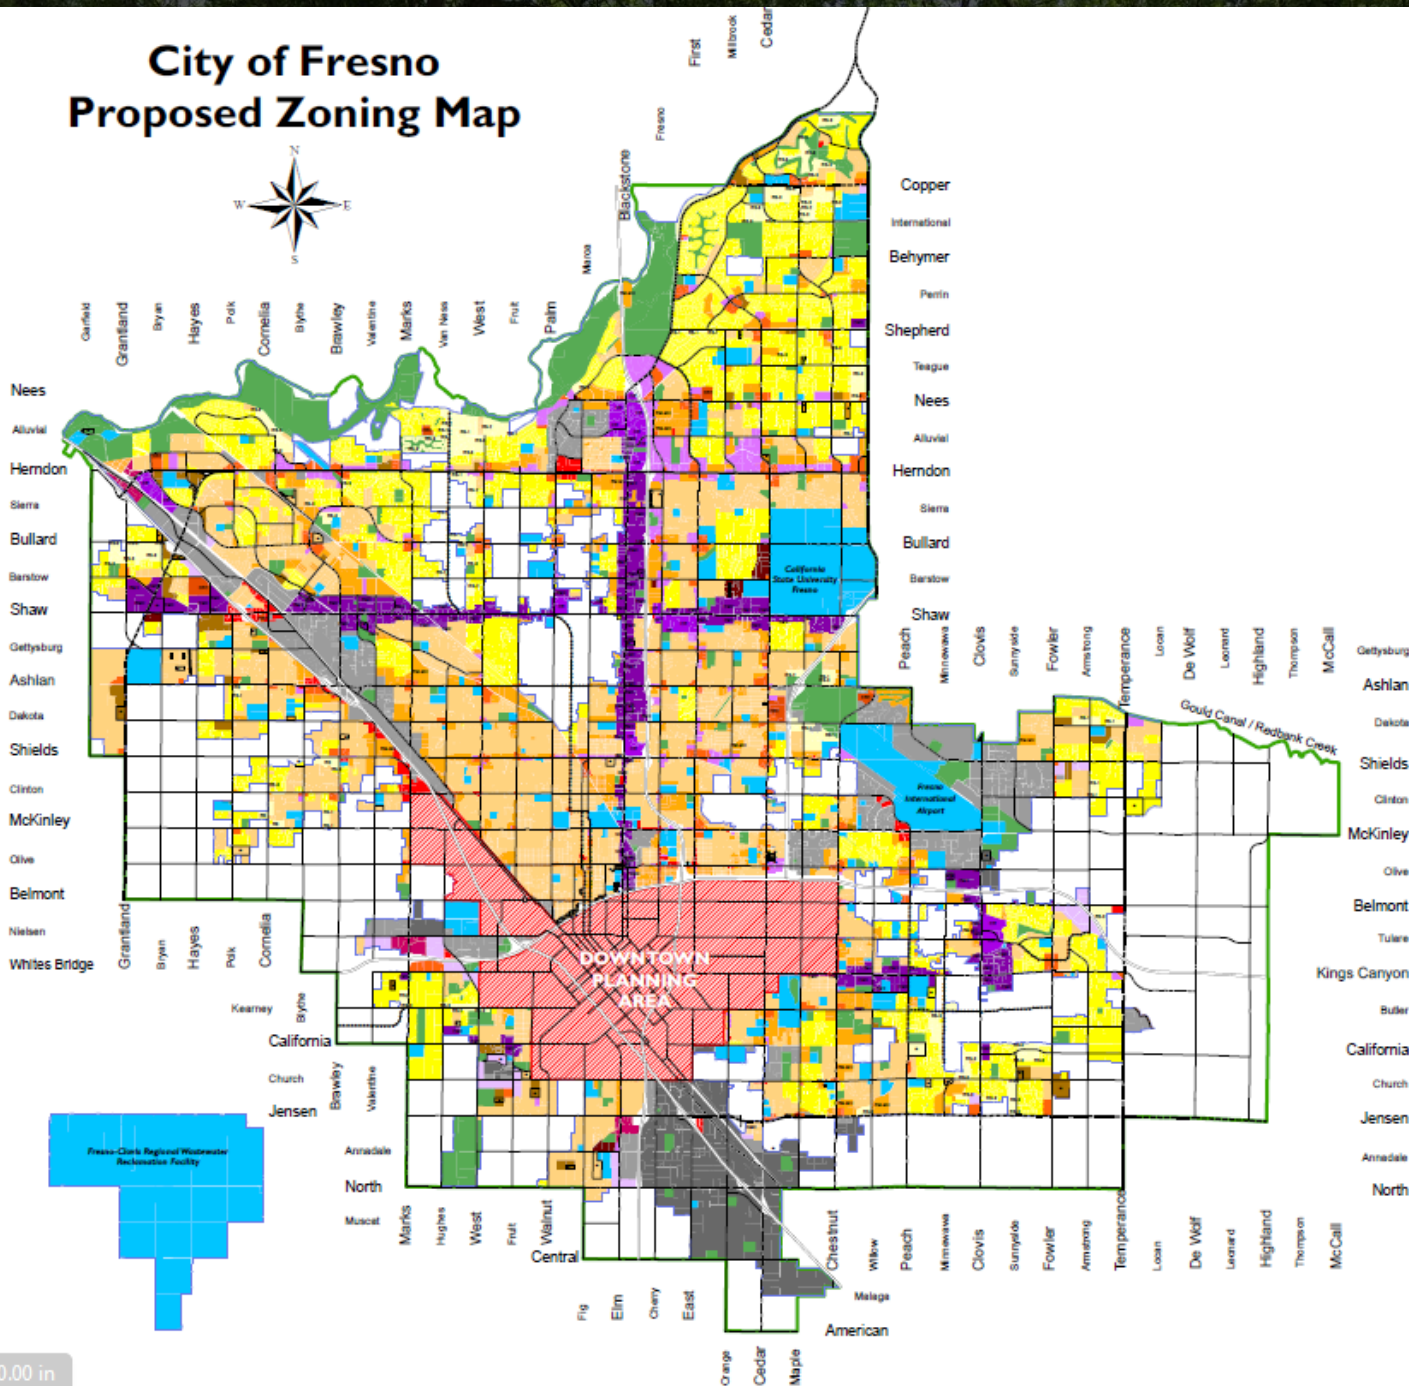 City of Fresno
Proposed Zoning Map
N
W
E
S
First
Millbrook
Cedar
Fresno
Blackstone
Maroa
Garfield
Grantland
Bryan
Hayes
Polk
Cornelia
Blythe
Brawley
Valentine
Marks
Van Ness
West
Fruit
Palm
Copper
International
Behymer
Perrin
Shepherd
Teague
Nees
Alluvial
Herndon
Sierra
Bullard
Barstow
Shaw
Nees
Alluvial
Herndon
Sierra
Bullard
Barstow
Shaw
Gettysburg
Ashlan
Dakota
Shields
Clinton
McKinley
Olive
Belmont
Nielsen
Whites Bridge
California
State University
Fresno
Peach
Minnewawa
Clovis
Sunnyside
Fowler
Armstrong
Temperance
Locan
De Wolf
Leonard
Highland
Thompson
McCall
Gettysburg
Ashlan
Dakota
Shields
Clinton
McKinley
Olive
Belmont
Tulare
Kings Canyon
Butler
California
Church
Jensen
Annadale
North
Gould Canal / Redbank Creek
Fresno
International
Airport
DOWNTOWN
PLANNING
AREA
Grantland
Bryan
Hayes
Polk
Cornelia
Kearney
Blythe
California
Church
Brawley
Valentine
Jensen
Annadale
North
Muscat
Fresno-Clovis Regional Wastewater
Reclamation Facility
Marks
Hughes
West
Fruit
Walnut
Central
Fig
Elm
Cherry
East
Orange
Cedar
Maple
American
Malaga
Chestnut
Willow
Peach
Minnewawa
Clovis
Sunnyside
Fowler
Armstrong
Temperance
Locan
De Wolf
Leonard
Highland
Thompson
McCall
0.00 in